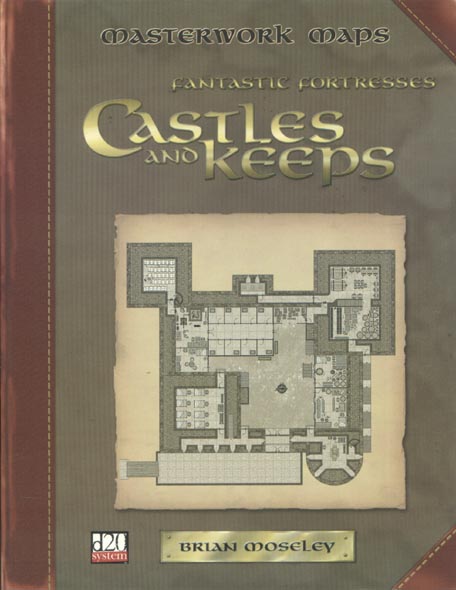 MASTERWORK MAPS
FANTASTIC FORTRESSES
CASTLES
AND KEEPS
d20
system
BRIAN MOSELEY